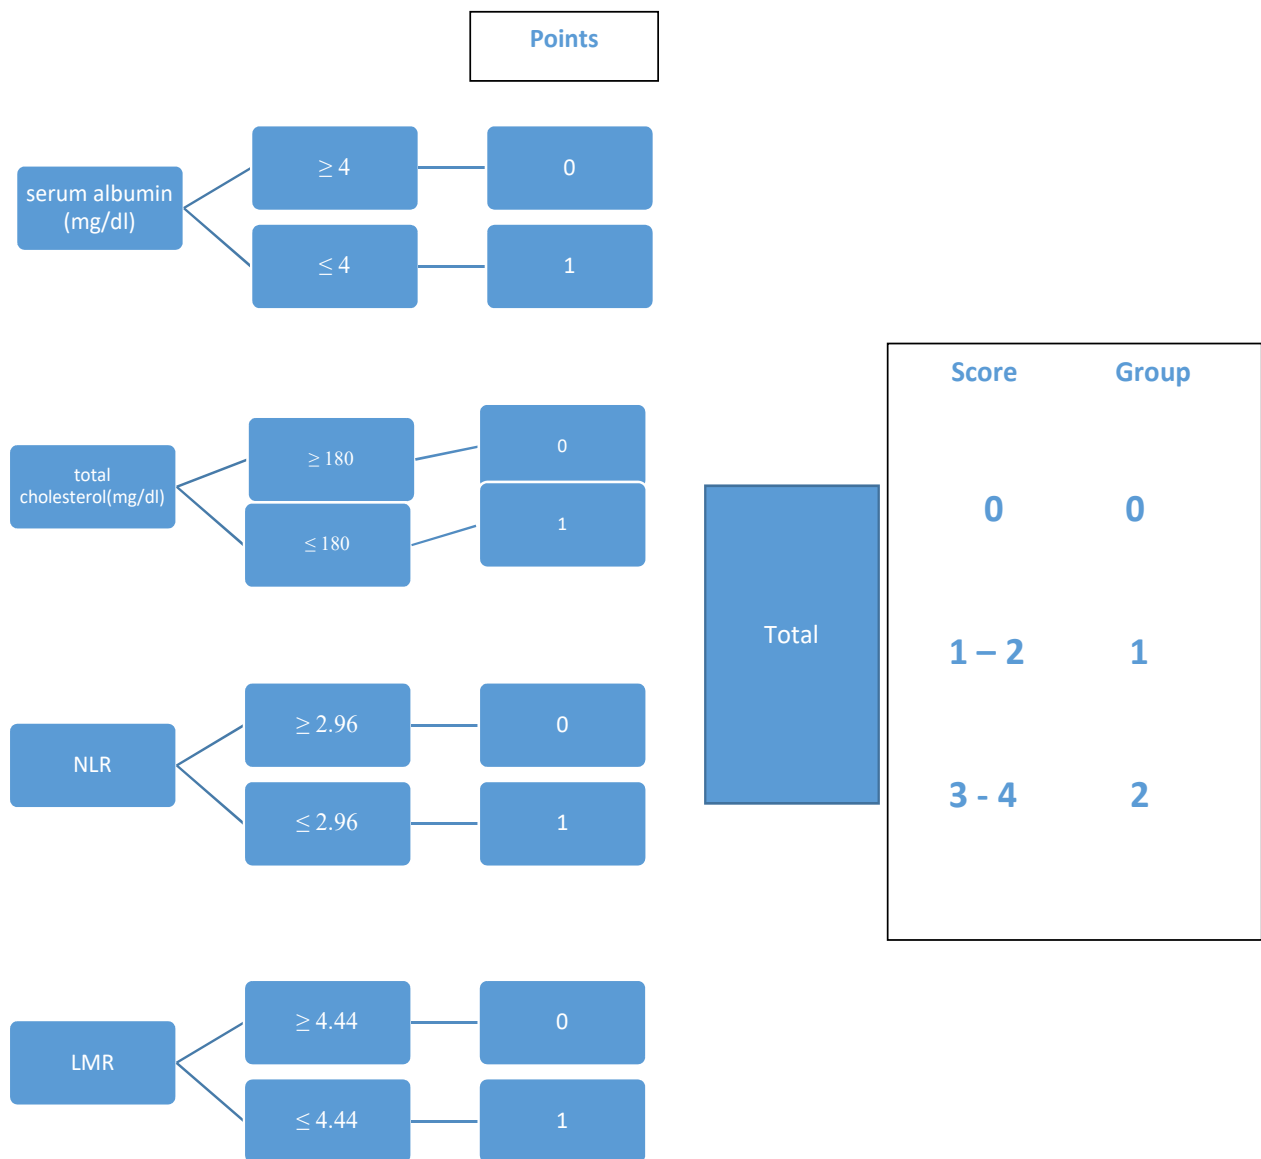 Points
serum albumin
(mg/dl)
≥ 4
0
≤ 4
1
total
cholesterol(mg/dl)
≥ 180
0
≤ 180
1
NLR
≥ 2.96
0
≤ 2.96
1
LMR
≥ 4.44
0
≤ 4.44
1
Total
Score Group
0 0
1 – 2 1
3 - 4 2